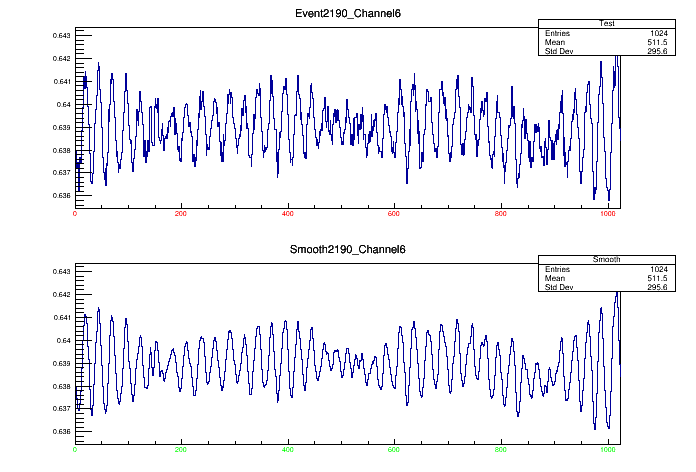 Event2190_Channel6
Test
Entries 1024
Mean 511.5
Std Dev 295.6
0.643
0.642
0.641
0.64
0.639
0.638
0.637
0.636
0 200 400 600 800 1000
Smooth2190_Channel6
Smooth
Entries 1024
Mean 511.5
Std Dev 295.6
0.643
0.642
0.641
0.64
0.639
0.638
0.637
0.636
0 200 400 600 800 1000